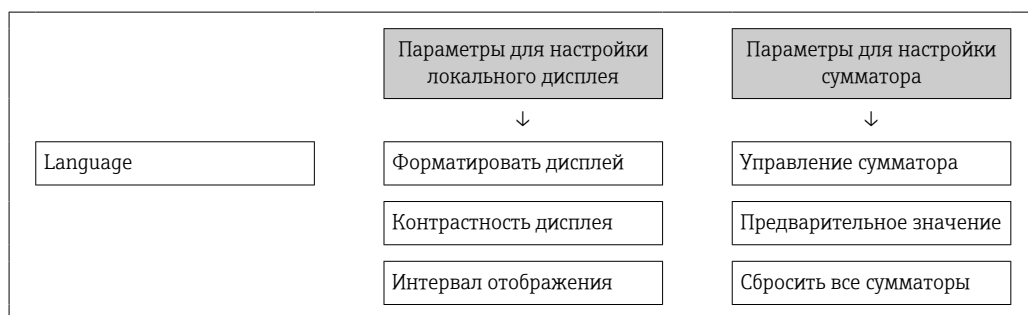 Параметры для настройки
локального дисплея
Параметры для настройки
сумматора
↓
↓
Language
Форматировать дисплей
Управление сумматора
Контрастность дисплея
Предварительное значение
Интервал отображения
Сбросить все сумматоры